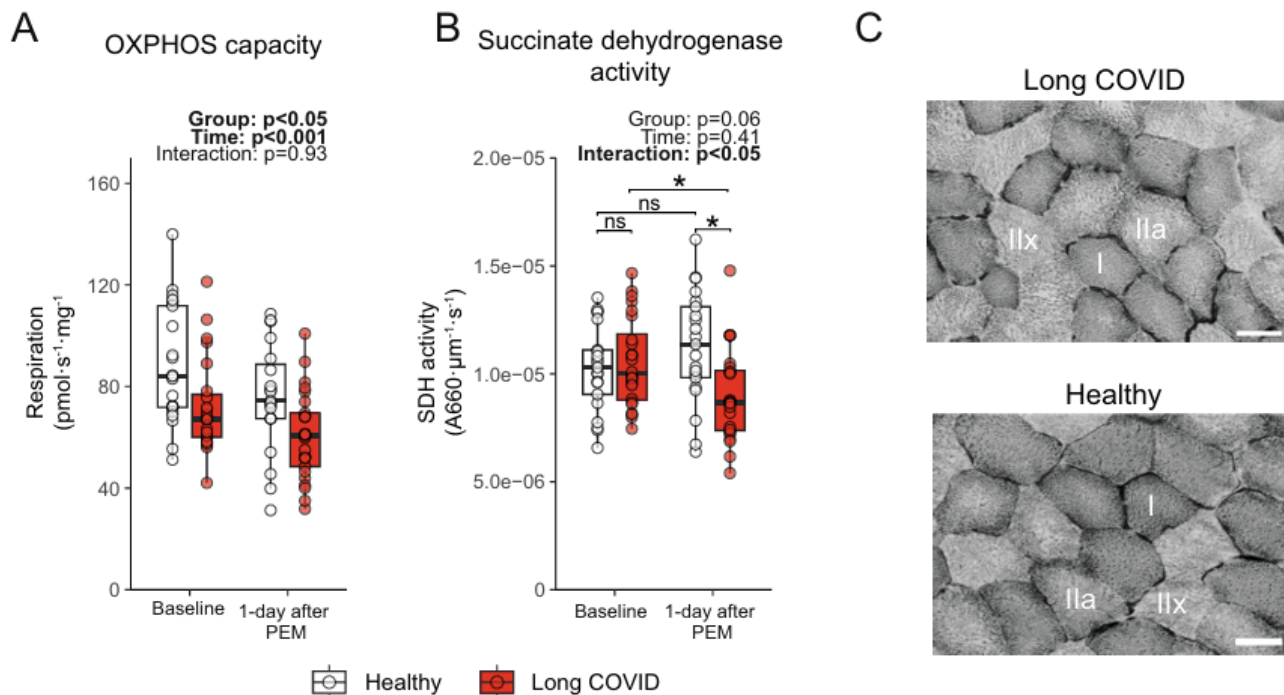 A
OXPHOS capacity
Group: p<0.05
Time: p<0.001
Interaction: p=0.93
160
120
80
40
0
Respiration
(pmol·s⁻¹·mg⁻¹)
Baseline
1-day after
PEM
B
Succinate dehydrogenase
activity
Group: p=0.06
Time: p=0.41
Interaction: p<0.05
2.0e−05
1.5e−05
1.0e−05
5.0e−06
0
SDH activity
(A660·µm⁻¹·s⁻¹)
*
ns
ns
*
Baseline
1-day after
PEM
Healthy
Long COVID
C
Long COVID
IIx
IIa
I
Healthy
I
IIa
IIx